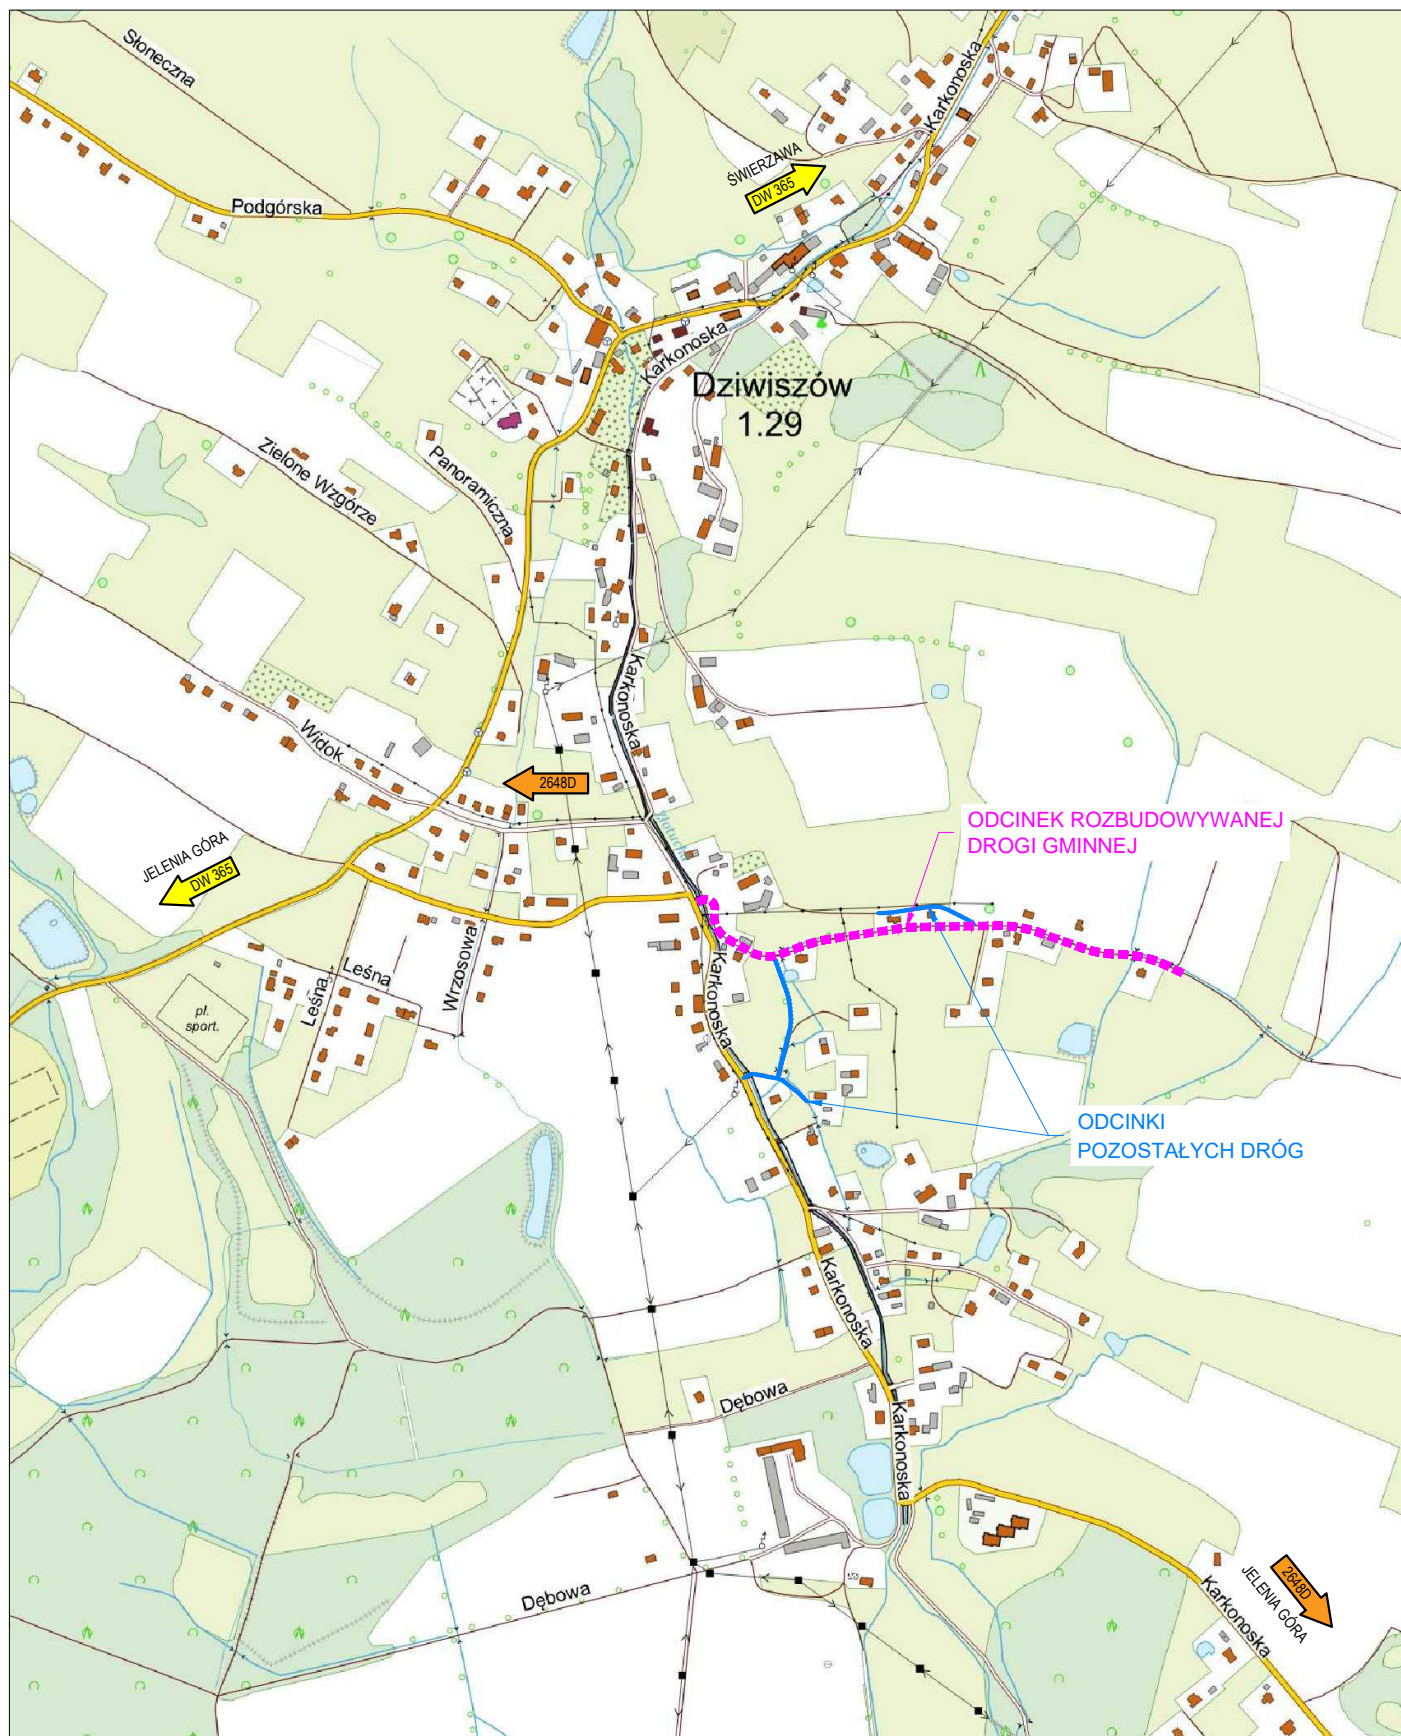 Słoneczna
Karkonoska
ŚWIERZAWA
DW 365
Podgórska
Karkonoska
Dziwiszów
1.29
Zielone Wzgórze
Panoramiczna
Karkonoska
Widok
2648D
Złotucha
ODCINEK ROZBUDOWYWANEJ
DROGI GMINNEJ
JELENIA GÓRA
DW 365
Leśna
Leśna
Wrzosowa
Karkonoska
pl.
sport.
ODCINKI
POZOSTAŁYCH DRÓG
Karkonoska
Dębowa
Karkonoska
Dębowa
2648D
JELENIA GÓRA
Karkonoska